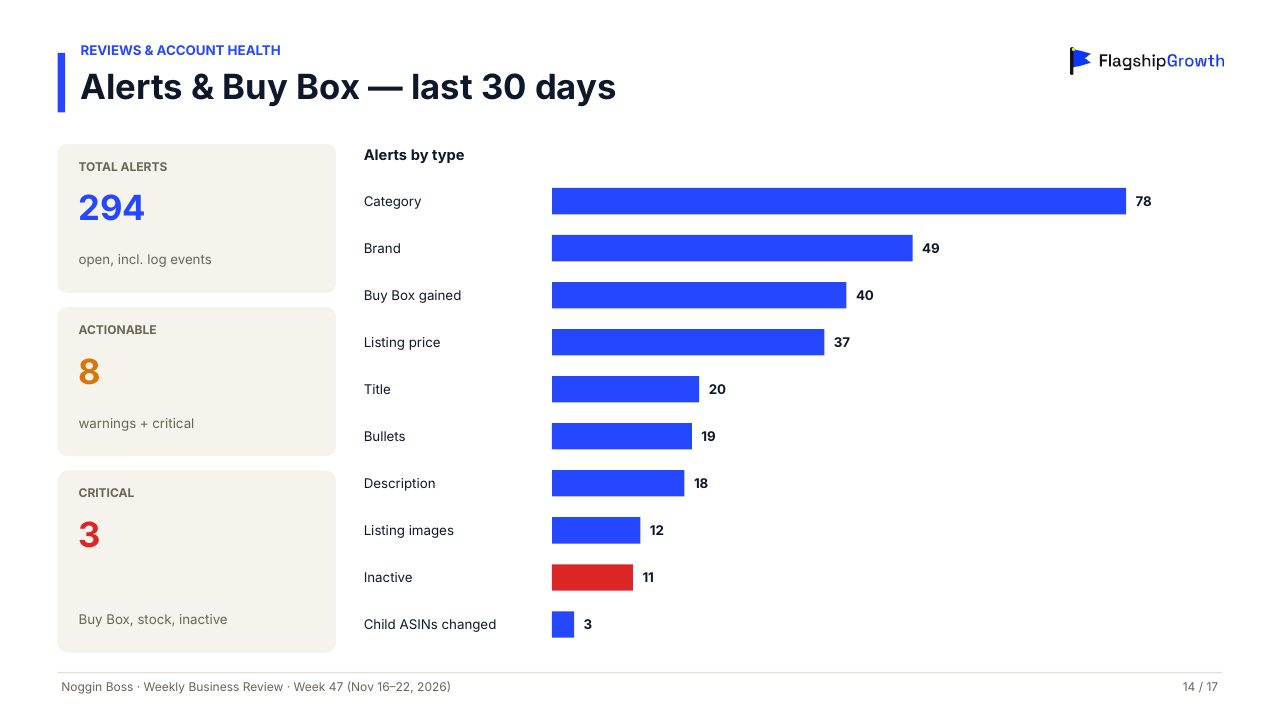 REVIEWS & ACCOUNT HEALTH
Alerts & Buy Box — last 30 days
FlagshipGrowth
TOTAL ALERTS
294
open, incl. log events
ACTIONABLE
8
warnings + critical
CRITICAL
3
Buy Box, stock, inactive
Alerts by type
Category 78
Brand 49
Buy Box gained 40
Listing price 37
Title 20
Bullets 19
Description 18
Listing images 12
Inactive 11
Child ASINs changed 3
Noggin Boss · Weekly Business Review · Week 47 (Nov 16–22, 2026)
14 / 17